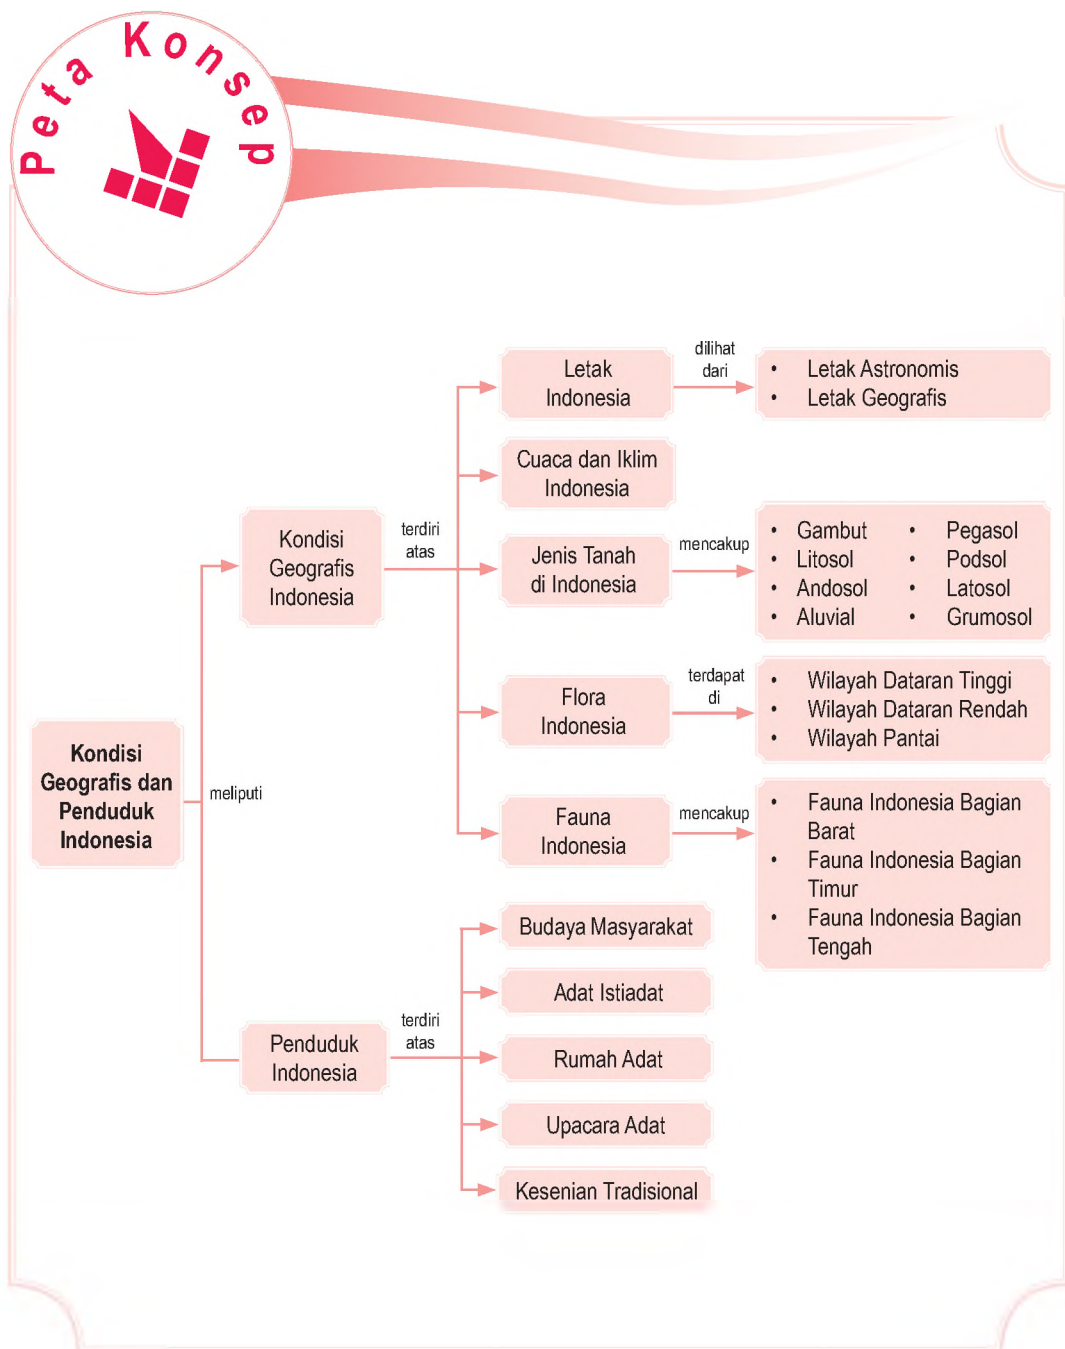 Peta Konsep
Kondisi
Geografis dan
Penduduk
Indonesia
meliputi
Kondisi
Geografis
Indonesia
terdiri
atas
Letak
Indonesia
dilihat
dari
• Letak Astronomis
• Letak Geografis
Cuaca dan Iklim
Indonesia
Jenis Tanah
di Indonesia
mencakup
• Gambut
• Litosol
• Andosol
• Aluvial
• Pegasol
• Podsol
• Latosol
• Grumosol
Flora
Indonesia
terdapat
di
• Wilayah Dataran Tinggi
• Wilayah Dataran Rendah
• Wilayah Pantai
Fauna
Indonesia
mencakup
• Fauna Indonesia Bagian
Barat
• Fauna Indonesia Bagian
Timur
• Fauna Indonesia Bagian
Tengah
Penduduk
Indonesia
terdiri
atas
Budaya Masyarakat
Adat Istiadat
Rumah Adat
Upacara Adat
Kesenian Tradisional